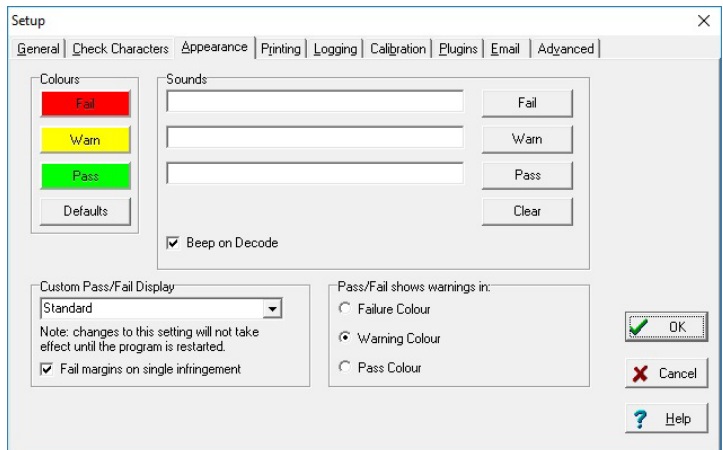 Setup
General
Check Characters
Appearance
Printing
Logging
Calibration
Plugins
Email
Advanced
Colours
Fail
Warn
Pass
Defaults
Sounds
Fail
Warn
Pass
Clear
Beep on Decode
Custom Pass/Fail Display
Standard
Note: changes to this setting will not take
effect until the program is restarted.
Fail margins on single infringement
Pass/Fail shows warnings in:
Failure Colour
Warning Colour
Pass Colour
OK
Cancel
Help